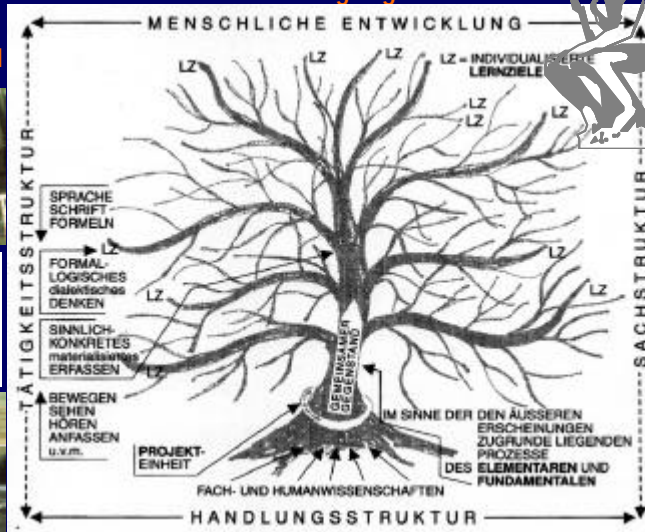 MENSCHLICHE ENTWICKLUNG
LZ
LZ
LZ
LZ
LZ = INDIVIDUALISIERTE
LERNZIELE
LZ
LZ
LZ
TÄTIGKEITSSTRUKTUR
SACHSTRUKTUR
SPRACHE
SCHRIFT
FORMELN
LZ
LZ
FORMAL-
LOGISCHES
dialektisches
DENKEN
LZ
LZ
SINNLICH-
KONKRETES
materialisiertes
ERFASSEN
LZ
GEMEINSAMER
GEGENSTAND
BEWEGEN
SEHEN
HÖREN
ANFASSEN
u.v.m.
PROJEKT-
EINHEIT
IM SINNE DER DEN ÄUSSEREN
ERSCHEINUNGEN
ZUGRUNDE LIEGENDEN
PROZESSE
DES ELEMENTAREN UND
FUNDAMENTALEN
FACH- UND HUMANWISSENSCHAFTEN
HANDLUNGSSTRUKTUR